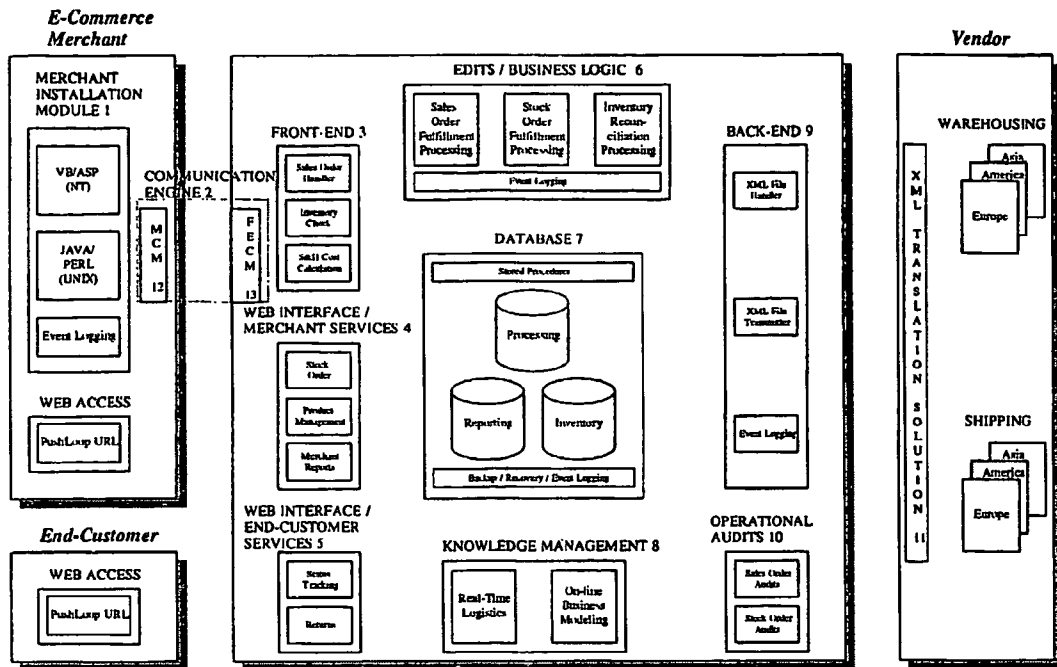 E-Commerce
Merchant
MERCHANT
INSTALLATION
MODULE 1
VB/ASP
(NT)
JAVA/
PERL
(UNIX)
Event Logging
WEB ACCESS
PushLoop URL
End-Customer
WEB ACCESS
PushLoop URL
COMMUNICATION
ENGINE 2
MCM 12
FECM 13
FRONT-END 3
Sales Order
Handler
Inventory
Check
Cost
Calculation
WEB INTERFACE /
MERCHANT SERVICES 4
Stock
Order
Product
Management
Merchant
Reports
WEB INTERFACE /
END-CUSTOMER
SERVICES 5
Status
Tracking
Returns
EDITS / BUSINESS LOGIC 6
Sales
Order
Fulfillment
Processing
Stock
Order
Fulfillment
Processing
Inventory
Recon-
ciliation
Processing
Event Logging
DATABASE 7
Stored Procedures
Processing
Reporting
Inventory
Backup / Recovery / Event Logging
KNOWLEDGE MANAGEMENT 8
Real-Time
Logistics
On-line
Business
Modeling
BACK-END 9
XML File
Handler
XML File
Transmitter
Event Logging
OPERATIONAL
AUDITS 10
Sales Order
Audits
Stock Order
Audits
Vendor
XML TRANSLATION SOLUTION 11
WAREHOUSING
Asia
America
Europe
SHIPPING
Asia
America
Europe